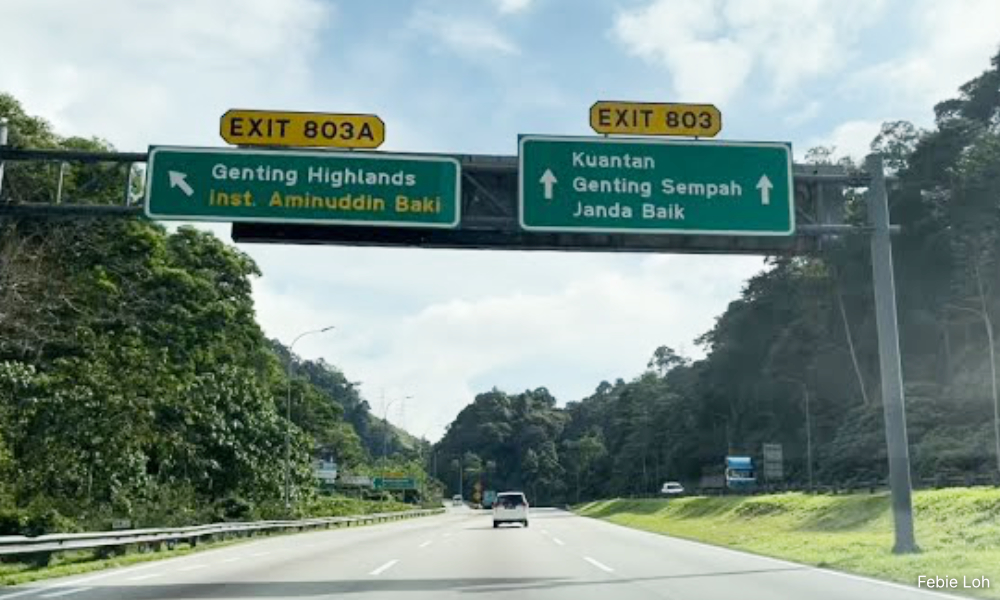 EXIT 803A
Genting Highlands
Inst. Aminuddin Baki
EXIT 803
Kuantan
Genting Sempah
Janda Baik
Febie Loh